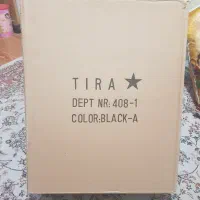 TIRA ★
DEPT NR: 408-1
COLOR:BLACK-A